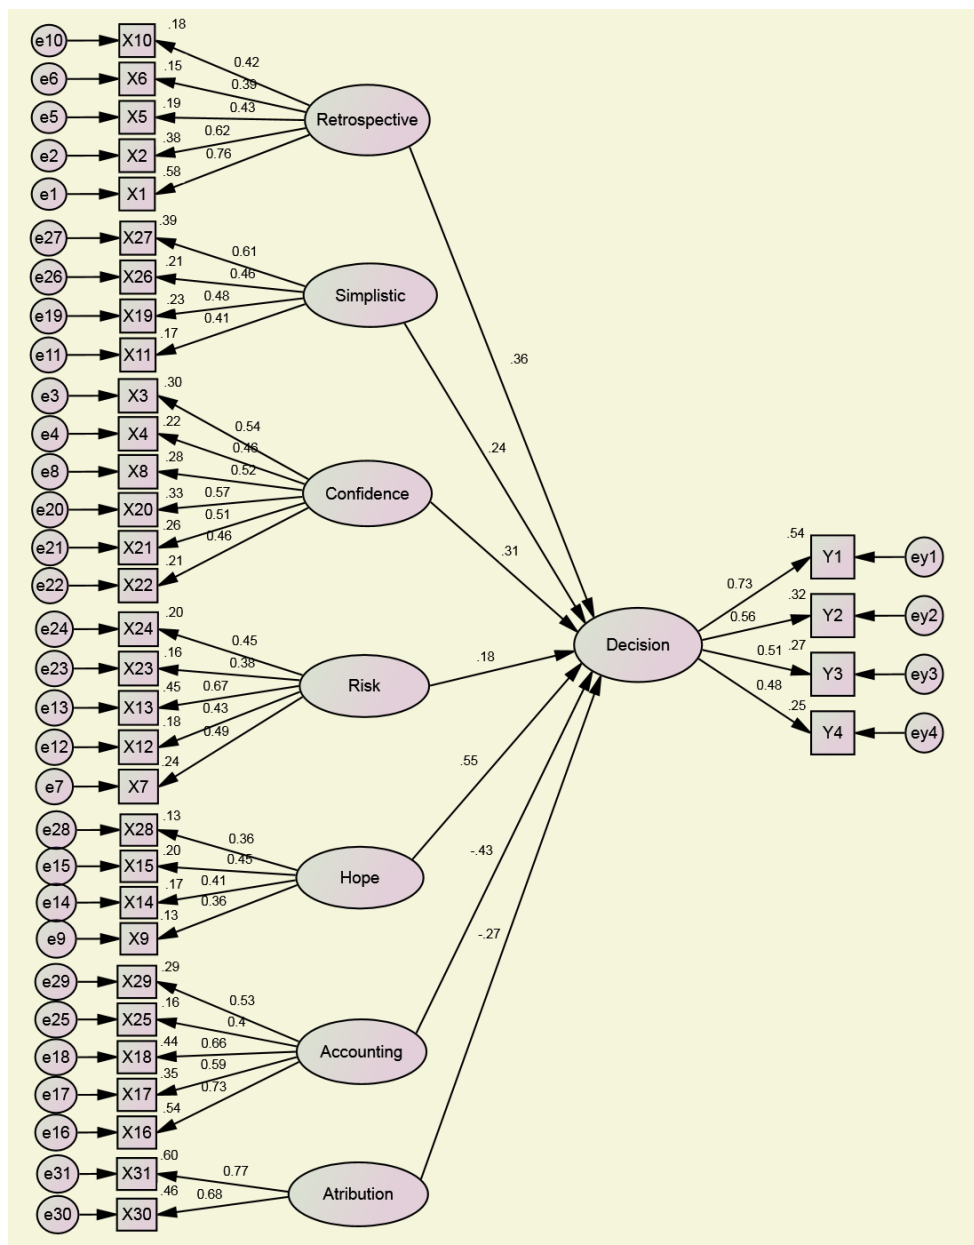 .18
e10 X10
0.42
.15
e6 X6
0.39
Retrospective
.19
e5 X5
0.43
.38
e2 X2
0.62
.58
e1 X1
0.76
.39
e27 X27
0.61
.21
e26 X26
0.46
Simplistic
.23
e19 X19
0.48
.17
e11 X11
0.41
.36
.24
.30
e3 X3
0.54
.22
e4 X4
0.46
.28
e8 X8
0.52
Confidence
.33
e20 X20
0.57
.26
e21 X21
0.51
.21
e22 X22
0.46
.31
.20
e24 X24
0.45
.16
e23 X23
0.38
Risk
.45
e13 X13
0.67
.18
e12 X12
0.43
.24
e7 X7
0.49
.18
Decision
.54
0.73 Y1 ey1
.32
0.56 Y2 ey2
.27
0.51 Y3 ey3
.25
0.48 Y4 ey4
.55
.13
e28 X28
0.36
.20
e15 X15
0.45
Hope
.17
e14 X14
0.41
.13
e9 X9
0.36
-.43
-.27
.29
e29 X29
0.53
.16
e25 X25
0.4
Accounting
.44
e18 X18
0.66
.35
e17 X17
0.59
.54
e16 X16
0.73
.60
e31 X31
0.77
Atribution
.46
e30 X30
0.68